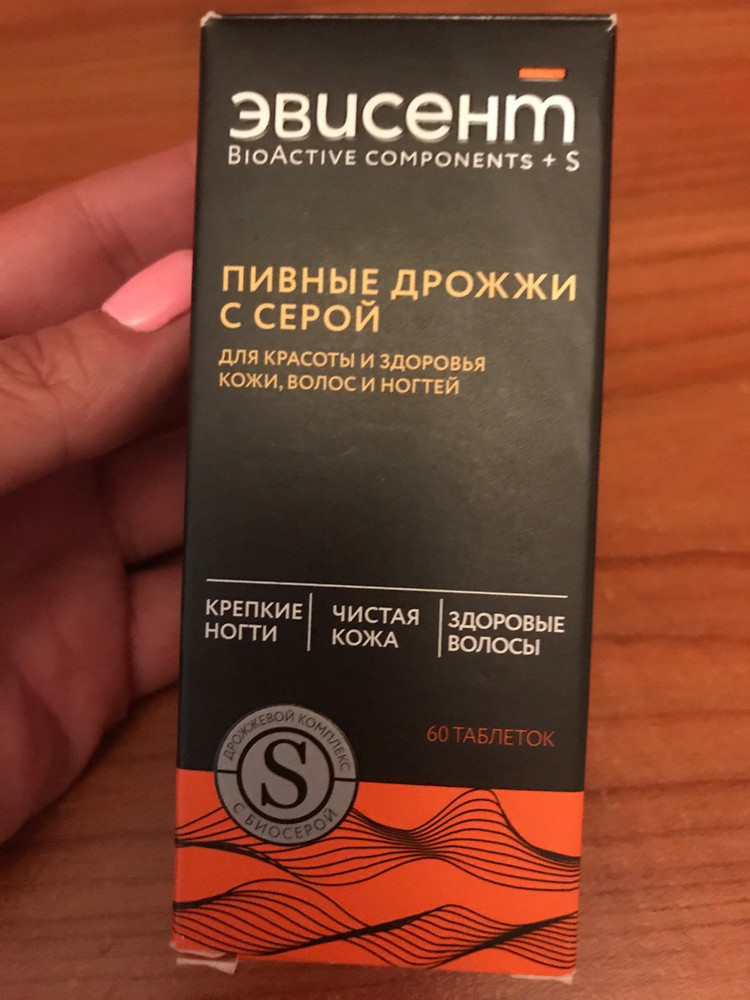 эвисент
BioActive components + S
ПИВНЫЕ ДРОЖЖИ
С СЕРОЙ
ДЛЯ КРАСОТЫ И ЗДОРОВЬЯ
КОЖИ, ВОЛОС И НОГТЕЙ
КРЕПКИЕ
НОГТИ
ЧИСТАЯ
КОЖА
ЗДОРОВЫЕ
ВОЛОСЫ
60 ТАБЛЕТОК
ДРОЖЖЕВОЙ КОМПЛЕКС
S
С БИОСЕРОЙ